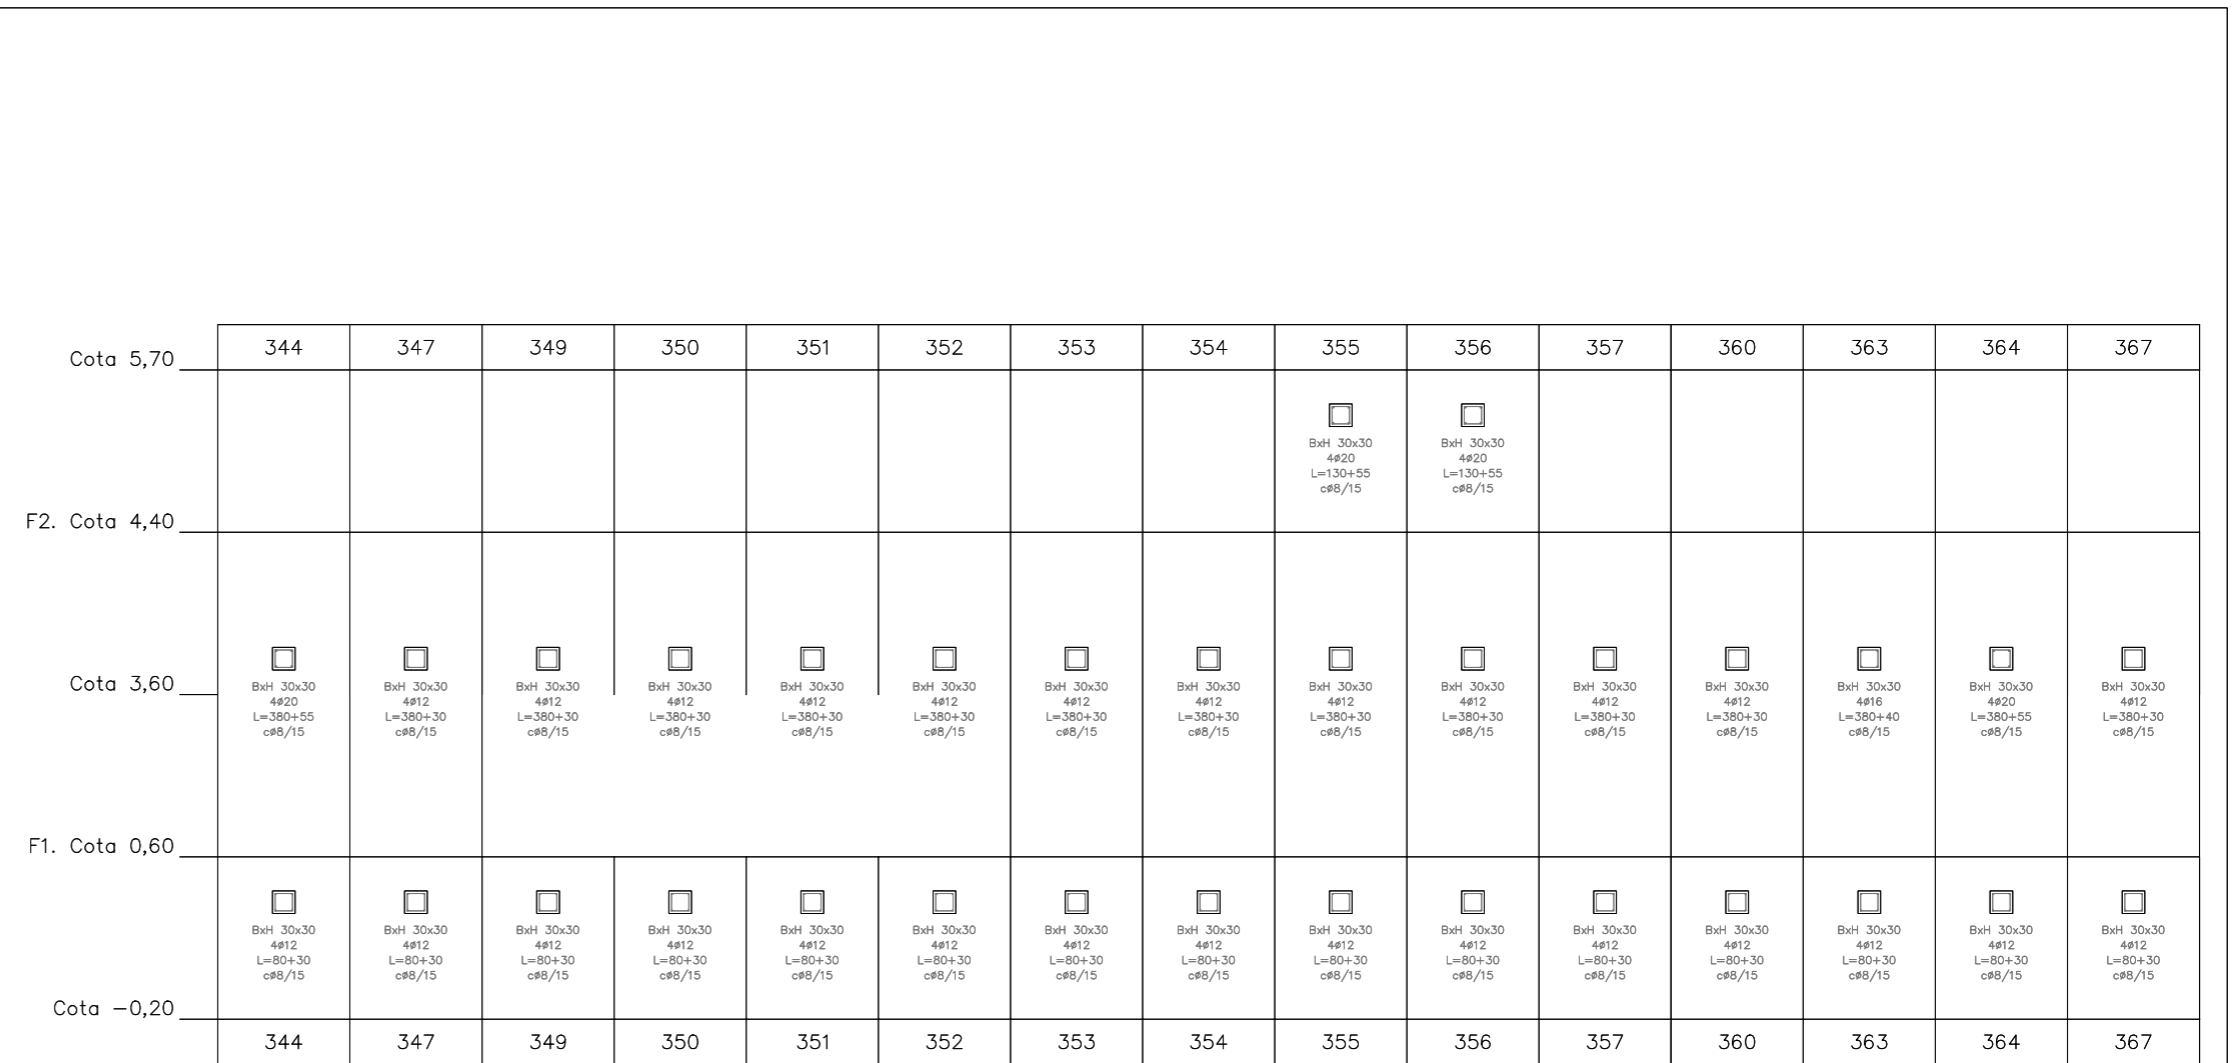 344 347 349 350 351 352 353 354 355 356 357 360 363 364 367
Cota 5,70
BxH 30x30 BxH 30x30
4ø20 4ø20
L=130+55 L=130+55
cø8/15 cø8/15
F2. Cota 4,40
Cota 3,60
BxH 30x30 BxH 30x30 BxH 30x30 BxH 30x30 BxH 30x30 BxH 30x30 BxH 30x30 BxH 30x30 BxH 30x30 BxH 30x30 BxH 30x30 BxH 30x30 BxH 30x30 BxH 30x30 BxH 30x30
4ø20 4ø12 4ø12 4ø12 4ø12 4ø12 4ø12 4ø12 4ø12 4ø12 4ø12 4ø12 4ø16 4ø20 4ø12
L=380+55 L=380+30 L=380+30 L=380+30 L=380+30 L=380+30 L=380+30 L=380+30 L=380+30 L=380+30 L=380+30 L=380+30 L=380+40 L=380+55 L=380+30
cø8/15 cø8/15 cø8/15 cø8/15 cø8/15 cø8/15 cø8/15 cø8/15 cø8/15 cø8/15 cø8/15 cø8/15 cø8/15 cø8/15 cø8/15
F1. Cota 0,60
BxH 30x30 BxH 30x30 BxH 30x30 BxH 30x30 BxH 30x30 BxH 30x30 BxH 30x30 BxH 30x30 BxH 30x30 BxH 30x30 BxH 30x30 BxH 30x30 BxH 30x30 BxH 30x30 BxH 30x30
4ø12 4ø12 4ø12 4ø12 4ø12 4ø12 4ø12 4ø12 4ø12 4ø12 4ø12 4ø12 4ø12 4ø12 4ø12
L=80+30 L=80+30 L=80+30 L=80+30 L=80+30 L=80+30 L=80+30 L=80+30 L=80+30 L=80+30 L=80+30 L=80+30 L=80+30 L=80+30 L=80+30
cø8/15 cø8/15 cø8/15 cø8/15 cø8/15 cø8/15 cø8/15 cø8/15 cø8/15 cø8/15 cø8/15 cø8/15 cø8/15 cø8/15 cø8/15
Cota −0,20
344 347 349 350 351 352 353 354 355 356 357 360 363 364 367